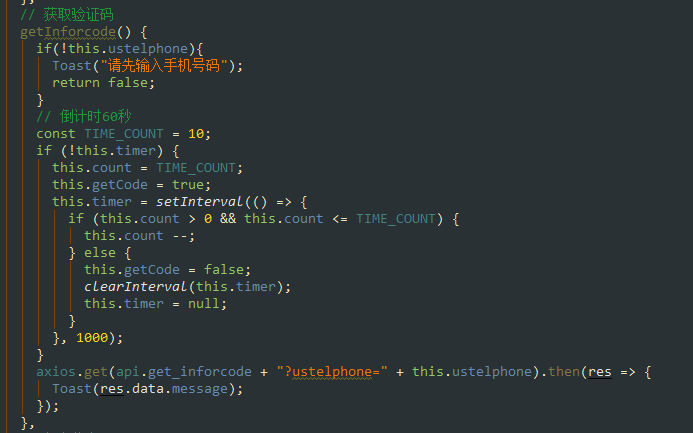 },
// 获取验证码
getInforcode() {
if(!this.ustelphone){
Toast("请先输入手机号码");
return false;
}
// 倒计时60秒
const TIME_COUNT = 10;
if (!this.timer) {
this.count = TIME_COUNT;
this.getCode = true;
this.timer = setInterval(() => {
if (this.count > 0 && this.count <= TIME_COUNT) {
this.count --;
} else {
this.getCode = false;
clearInterval(this.timer);
this.timer = null;
}
}, 1000);
}
axios.get(api.get_inforcode + "?ustelphone=" + this.ustelphone).then(res => {
Toast(res.data.message);
});
},